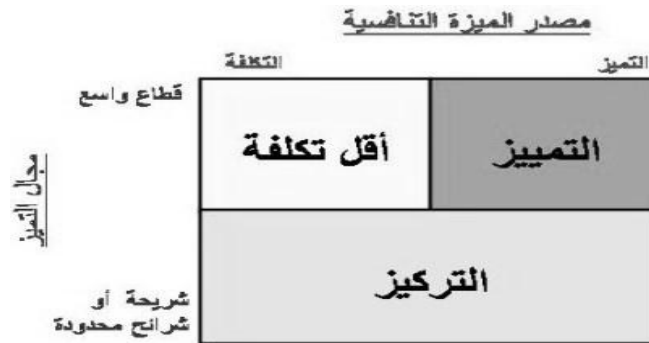 مصدر الميزة التنافسية
التميز
التكلفة
قطاع واسع
التمييز
أقل تكلفة
مجال التميز
التركيز
شريحة أو
شرائح محدودة